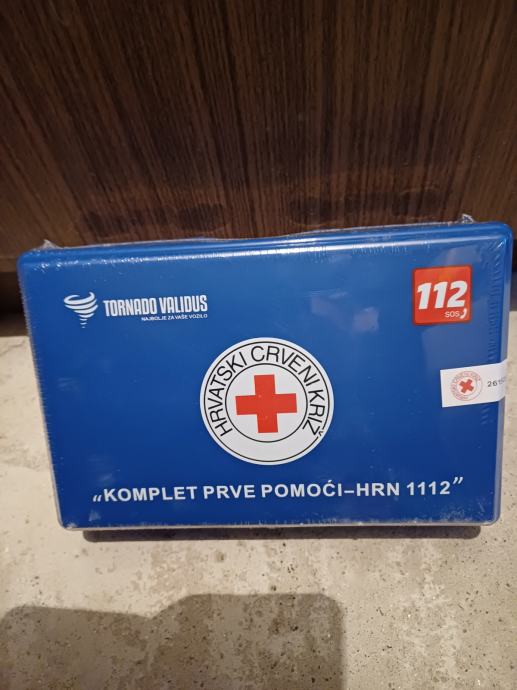 TORNADO VALIDUS
NAJBOLJE ZA VAŠE VOZILO
112
SOS
HRVATSKI CRVENI KRIŽ
„KOMPLET PRVE POMOĆI–HRN 1112”